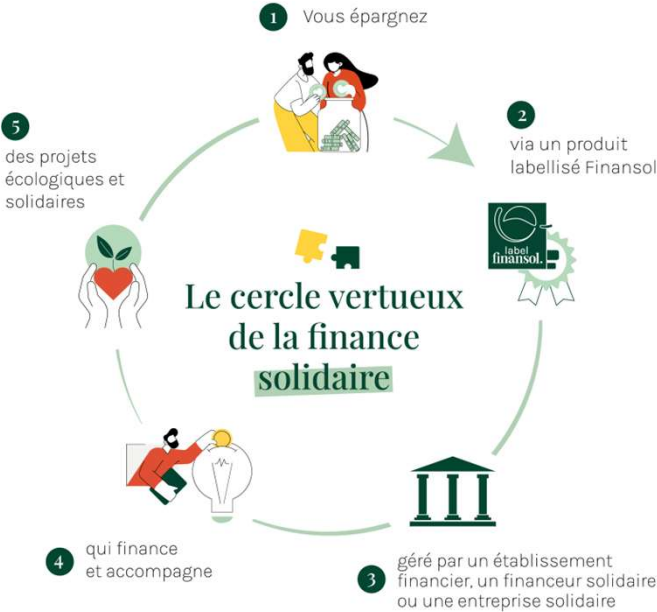 1 Vous épargnez
2
via un produit
labellisé Finansol
label
finansol.
3 géré par un établissement
financier, un financeur solidaire
ou une entreprise solidaire
4 qui finance
et accompagne
5
des projets
écologiques et
solidaires
Le cercle vertueux
de la finance
solidaire